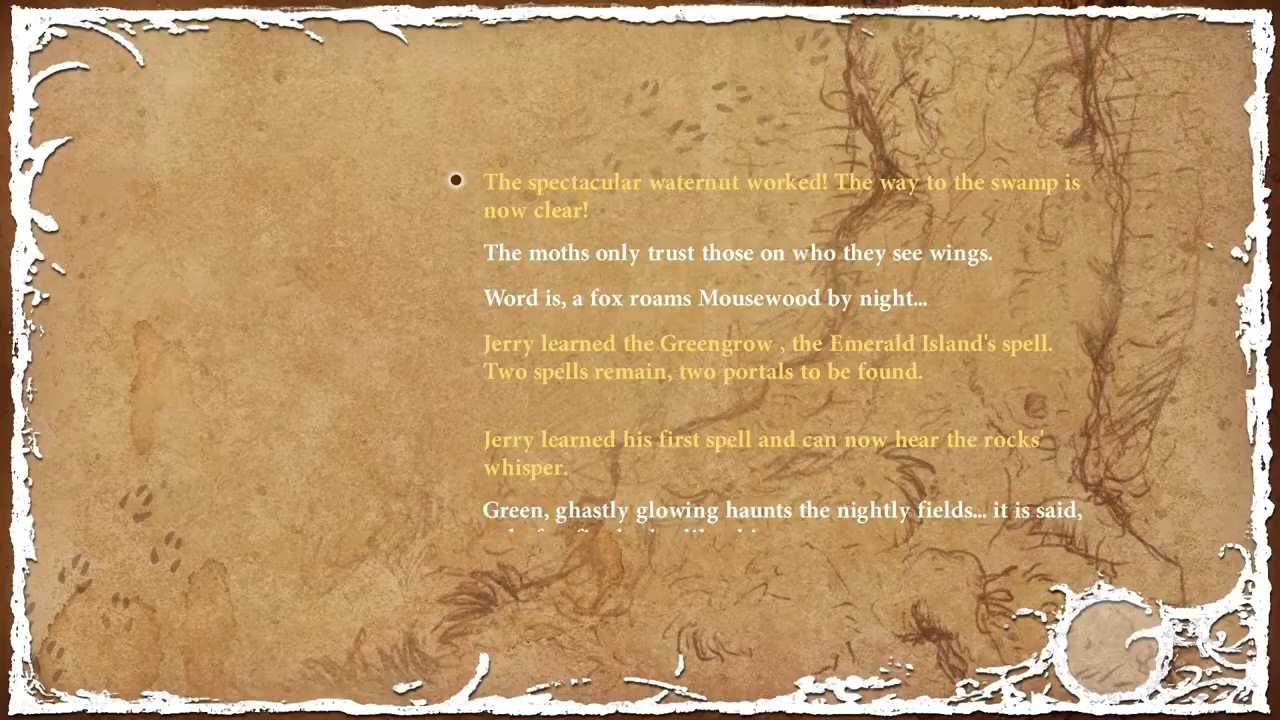 The spectacular waternut worked! The way to the swamp is
now clear!
The moths only trust those on who they see wings.
Word is, a fox roams Mousewood by night...
Jerry learned the Greengrow , the Emerald Island's spell.
Two spells remain, two portals to be found.
Jerry learned his first spell and can now hear the rocks'
whisper.
Green, ghastly glowing haunts the nightly fields... it is said,